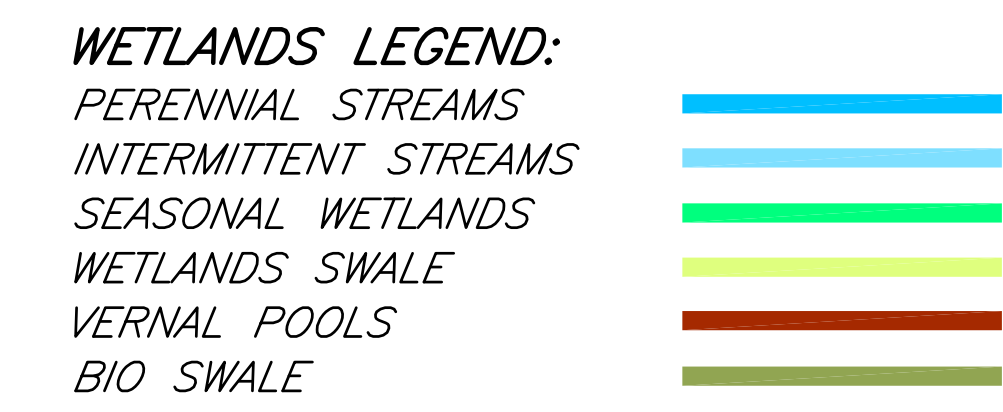 WETLANDS LEGEND:
PERENNIAL STREAMS
INTERMITTENT STREAMS
SEASONAL WETLANDS
WETLANDS SWALE
VERNAL POOLS
BIO SWALE